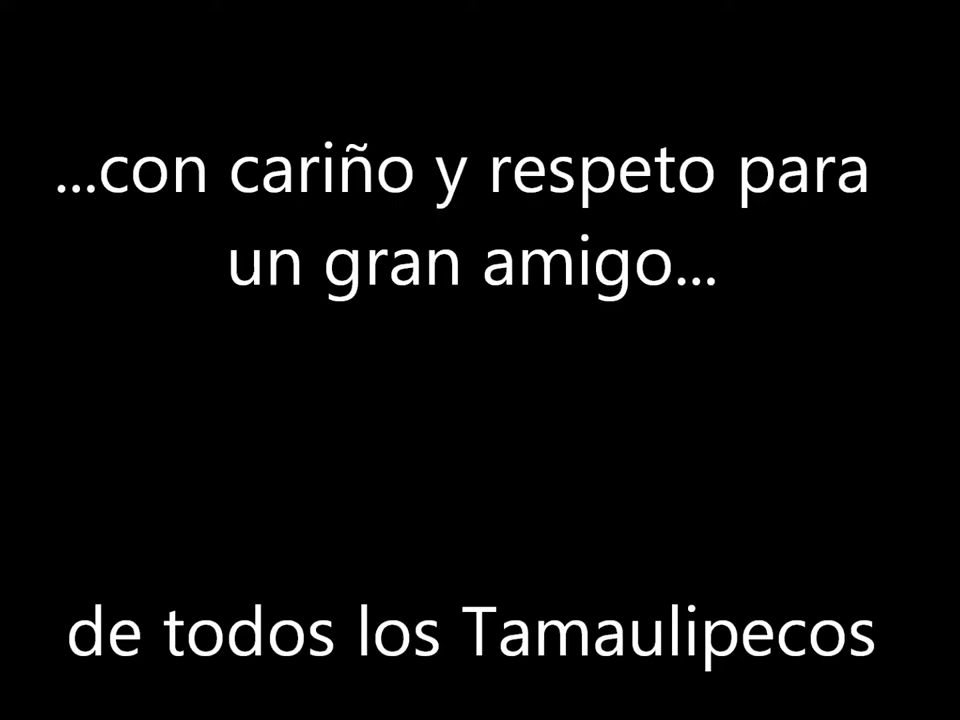 ...con cariño y respeto para
un gran amigo...
de todos los Tamaulipecos